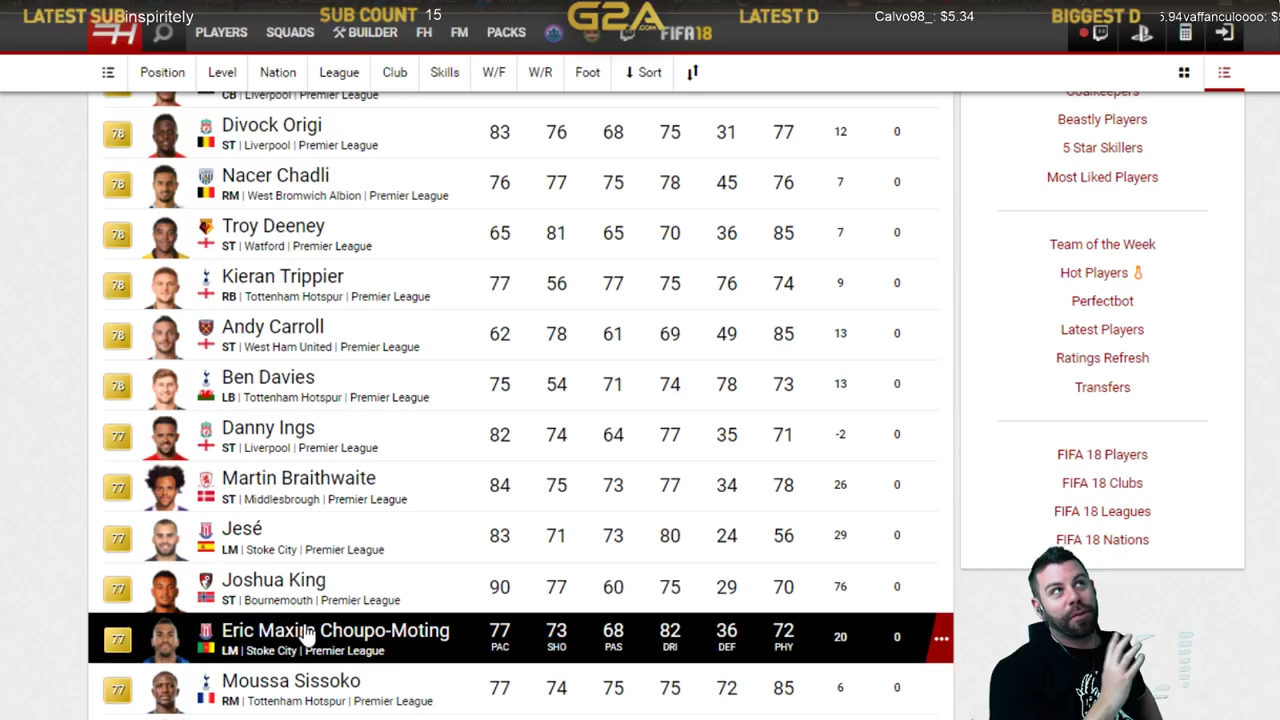 LATEST SUB inspiritely SUB COUNT 15 G2A .COM LATEST D Calvo98_: $5.34 BIGGEST D 5.94vaffanculoooo: $
PLAYERS SQUADS BUILDER FH FM PACKS FIFA18
Position Level Nation League Club Skills W/F W/R Foot Sort
CB | Liverpool | Premier League
78 Divock Origi 83 76 68 75 31 77 12 0
ST | Liverpool | Premier League
78 Nacer Chadli 76 77 75 78 45 76 7 0
RM | West Bromwich Albion | Premier League
78 Troy Deeney 65 81 65 70 36 85 7 0
ST | Watford | Premier League
78 Kieran Trippier 77 56 77 75 76 74 9 0
RB | Tottenham Hotspur | Premier League
78 Andy Carroll 62 78 61 69 49 85 13 0
ST | West Ham United | Premier League
78 Ben Davies 75 54 71 74 78 73 13 0
LB | Tottenham Hotspur | Premier League
77 Danny Ings 82 74 64 77 35 71 -2 0
ST | Liverpool | Premier League
77 Martin Braithwaite 84 75 73 77 34 78 26 0
ST | Middlesbrough | Premier League
77 Jesé 83 71 73 80 24 56 29 0
LM | Stoke City | Premier League
77 Joshua King 90 77 60 75 29 70 76 0
ST | Bournemouth | Premier League
77 Eric Maxim Choupo-Moting 77 73 68 82 36 72 20 0
LM | Stoke City | Premier League PAC SHO PAS DRI DEF PHY
77 Moussa Sissoko 77 74 75 75 72 85 6 0
RM | Tottenham Hotspur | Premier League
Goalkeepers
Beastly Players
5 Star Skillers
Most Liked Players
Team of the Week
Hot Players
Perfectbot
Latest Players
Ratings Refresh
Transfers
FIFA 18 Players
FIFA 18 Clubs
FIFA 18 Leagues
FIFA 18 Nations